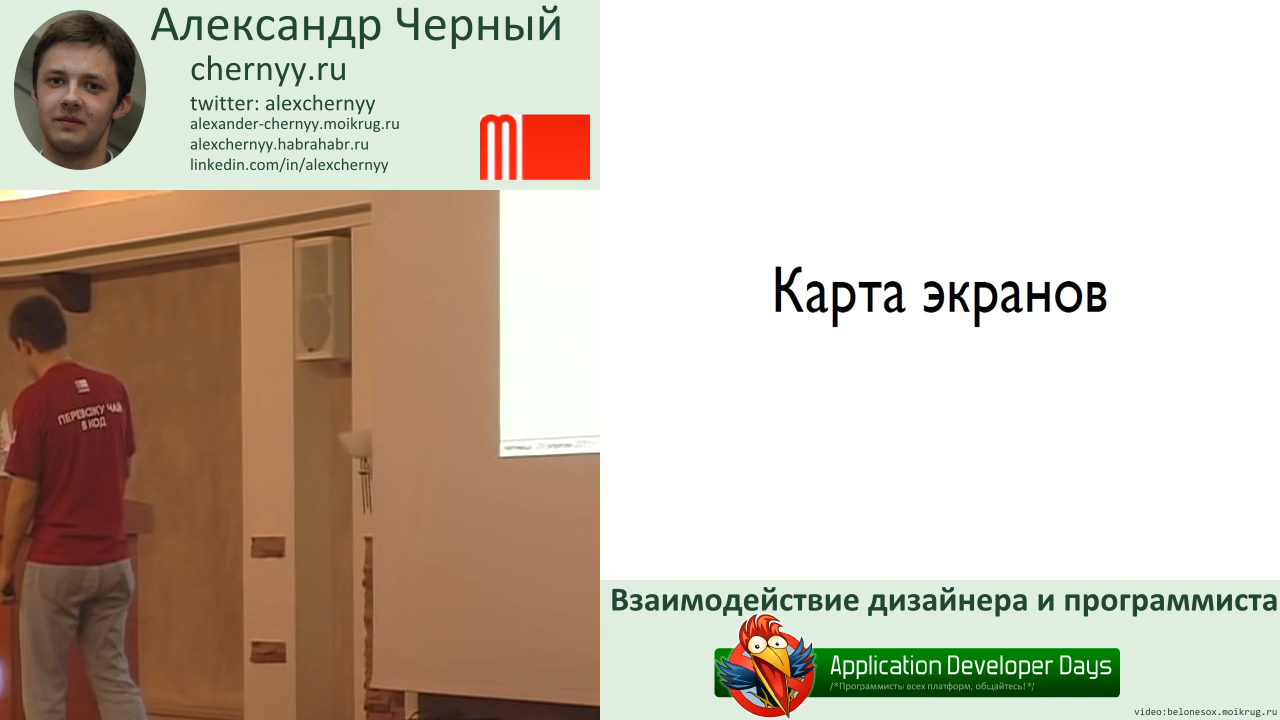 Александр Черный
chernyy.ru
twitter: alexchernyy
alexander-chernyy.moikrug.ru
alexchernyy.habrahabr.ru
linkedin.com/in/alexchernyy
ПЕРЕВОЖУ ЧАЙ
В КОД
Карта экранов
Взаимодействие дизайнера и программиста
Application Developer Days
/*Программисты всех платформ, общайтесь!*/
video:belonesox.moikrug.ru